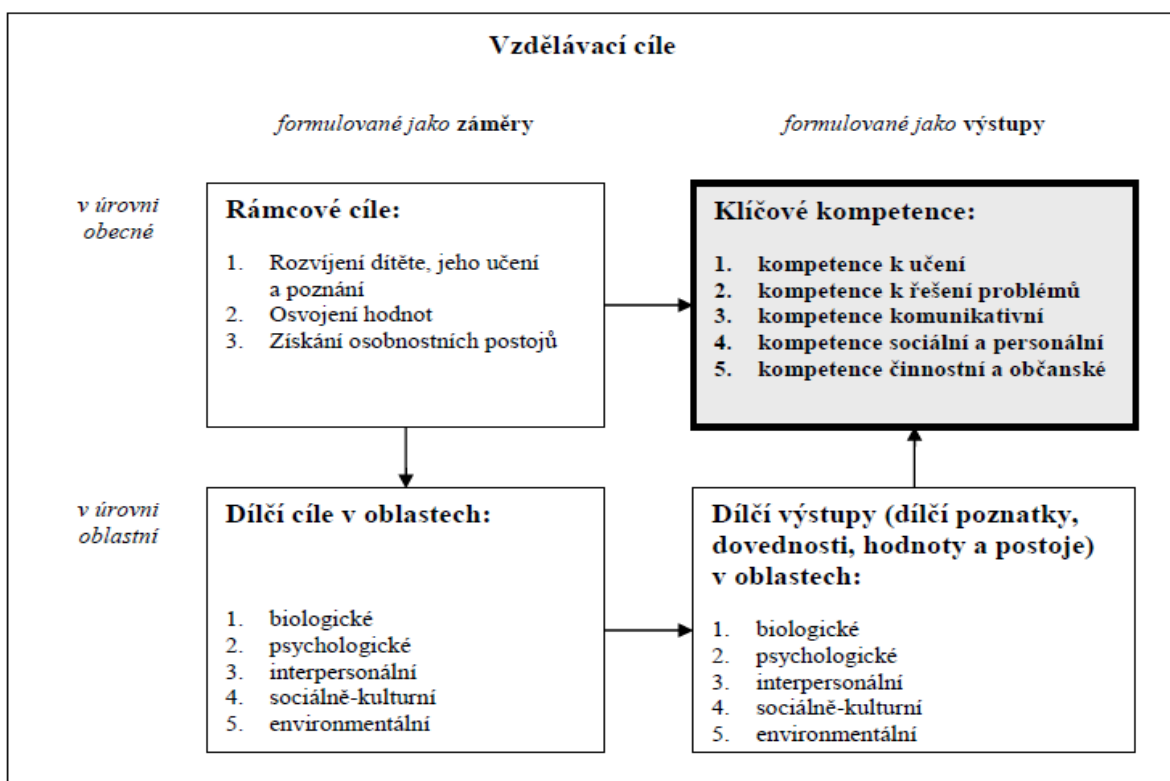 Vzdělávací cíle
formulované jako záměry
formulované jako výstupy
v úrovni
obecné
Rámcové cíle:
1. Rozvíjení dítěte, jeho učení
a poznání
2. Osvojení hodnot
3. Získání osobnostních postojů
Klíčové kompetence:
1. kompetence k učení
2. kompetence k řešení problémů
3. kompetence komunikativní
4. kompetence sociální a personální
5. kompetence činnostní a občanské
v úrovni
oblastní
Dílčí cíle v oblastech:
1. biologické
2. psychologické
3. interpersonální
4. sociálně-kulturní
5. environmentální
Dílčí výstupy (dílčí poznatky,
dovednosti, hodnoty a postoje)
v oblastech:
1. biologické
2. psychologické
3. interpersonální
4. sociálně-kulturní
5. environmentální